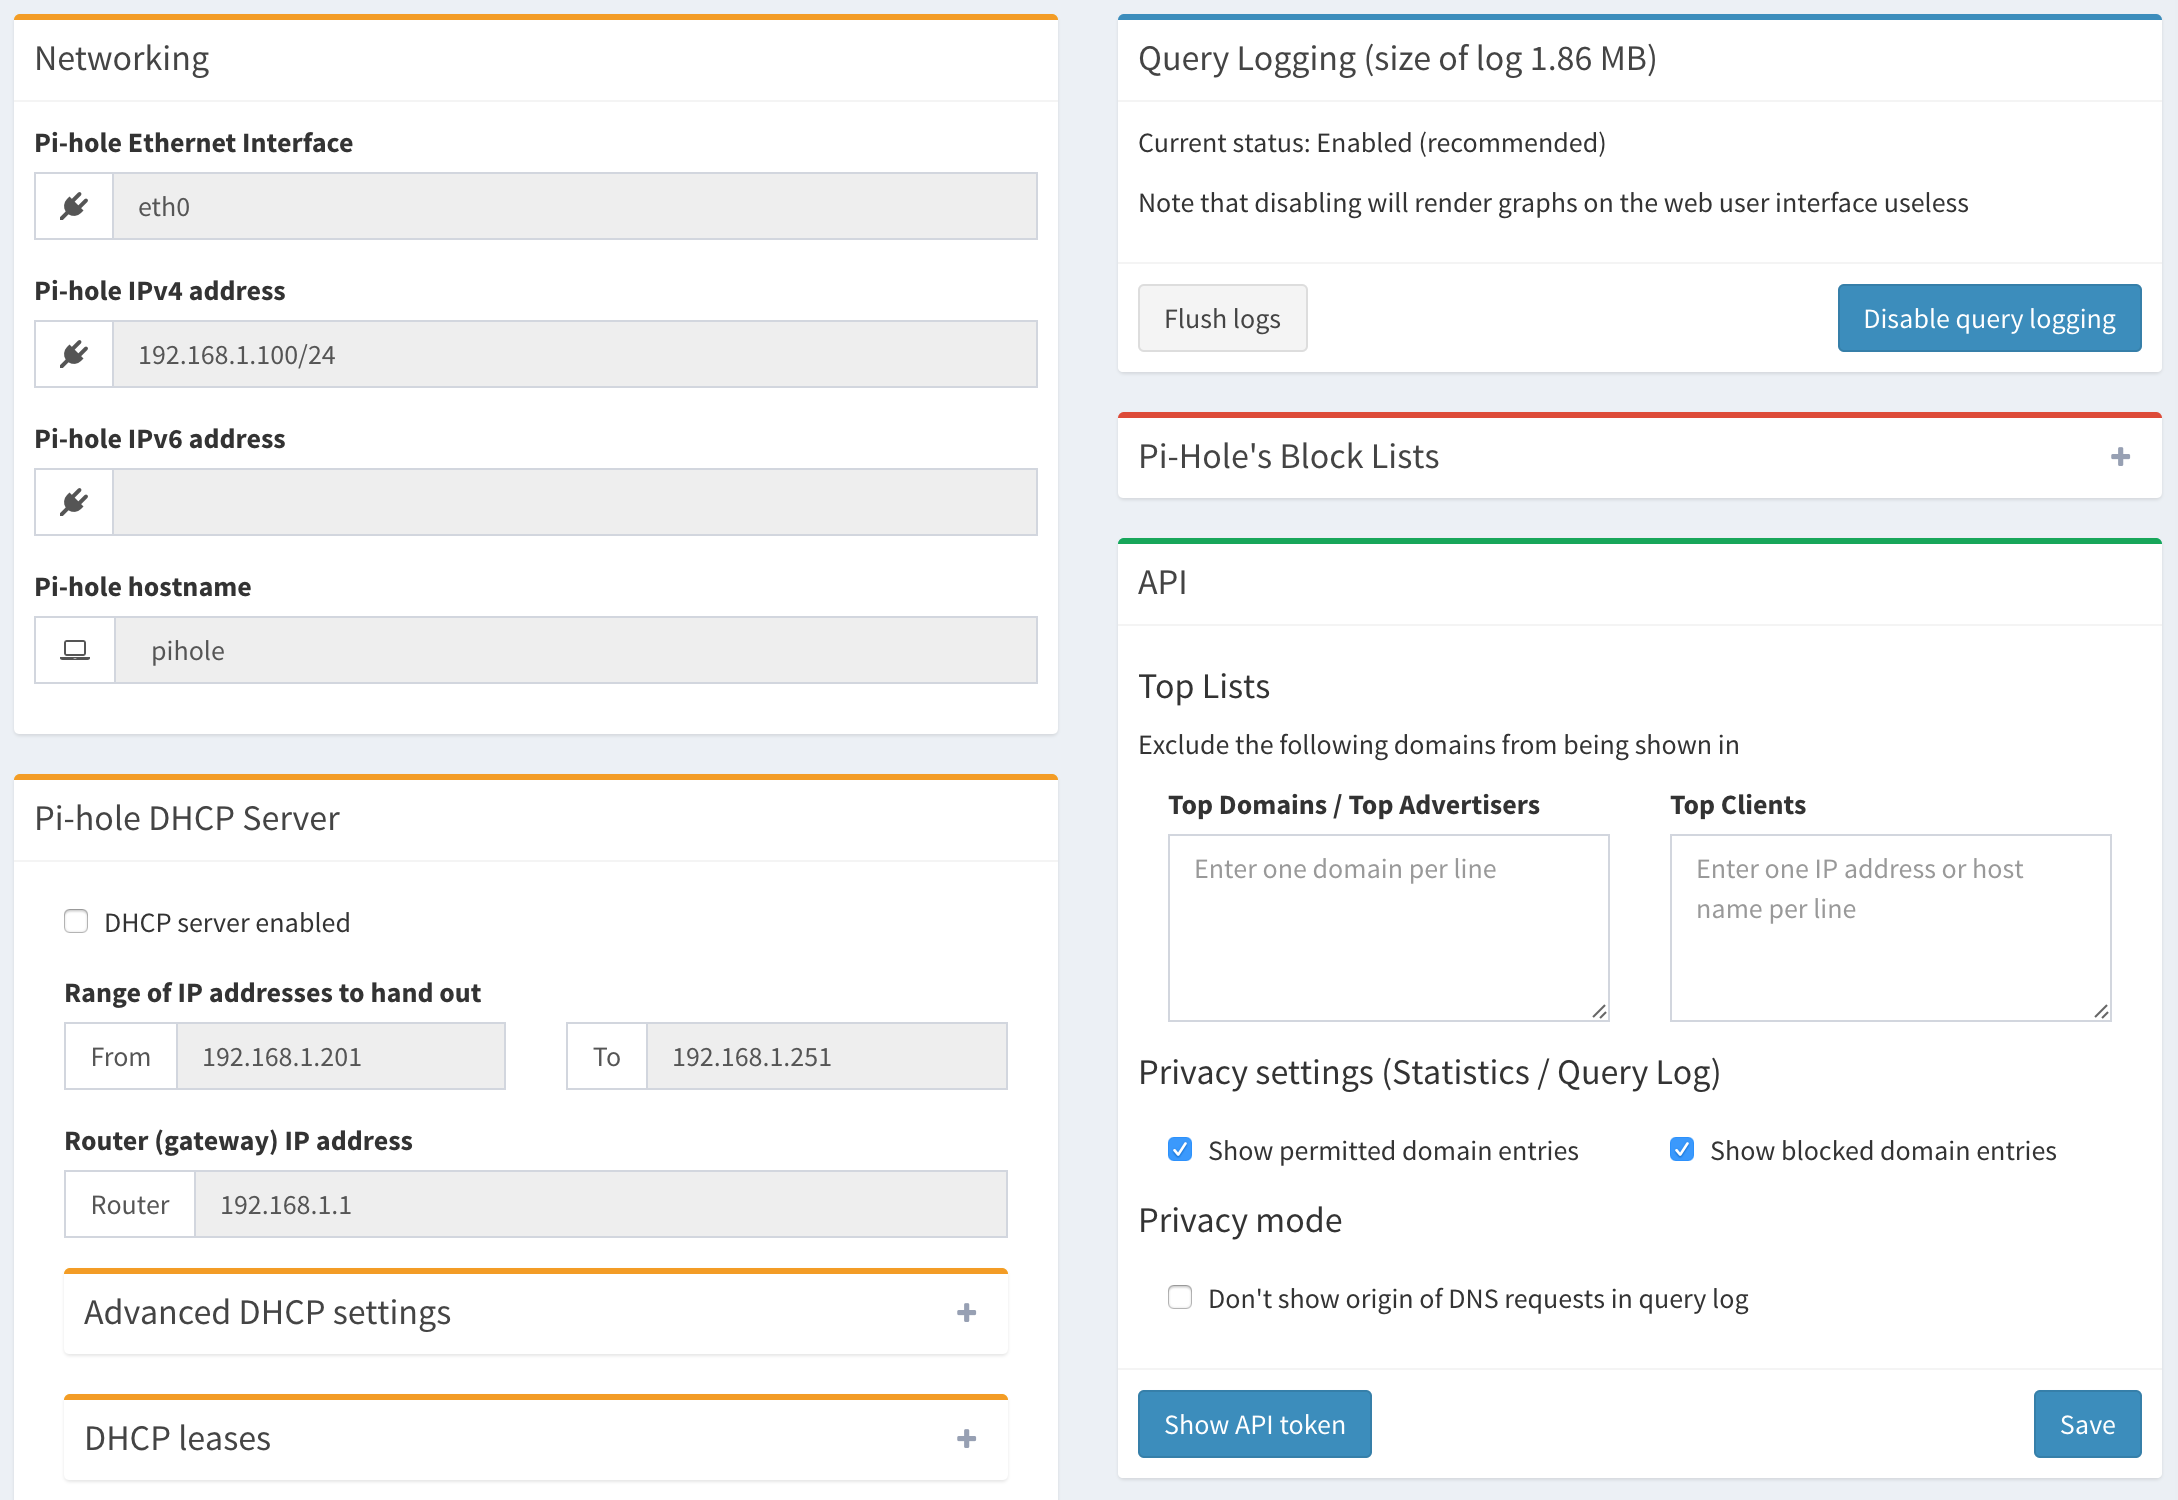 Networking
Pi-hole Ethernet Interface
eth0
Pi-hole IPv4 address
192.168.1.100/24
Pi-hole IPv6 address
Pi-hole hostname
pihole
Pi-hole DHCP Server
DHCP server enabled
Range of IP addresses to hand out
From 192.168.1.201 To 192.168.1.251
Router (gateway) IP address
Router 192.168.1.1
Advanced DHCP settings
DHCP leases
Query Logging (size of log 1.86 MB)
Current status: Enabled (recommended)
Note that disabling will render graphs on the web user interface useless
Flush logs Disable query logging
Pi-Hole's Block Lists
API
Top Lists
Exclude the following domains from being shown in
Top Domains / Top Advertisers
Enter one domain per line
Top Clients
Enter one IP address or host
name per line
Privacy settings (Statistics / Query Log)
Show permitted domain entries Show blocked domain entries
Privacy mode
Don't show origin of DNS requests in query log
Show API token Save